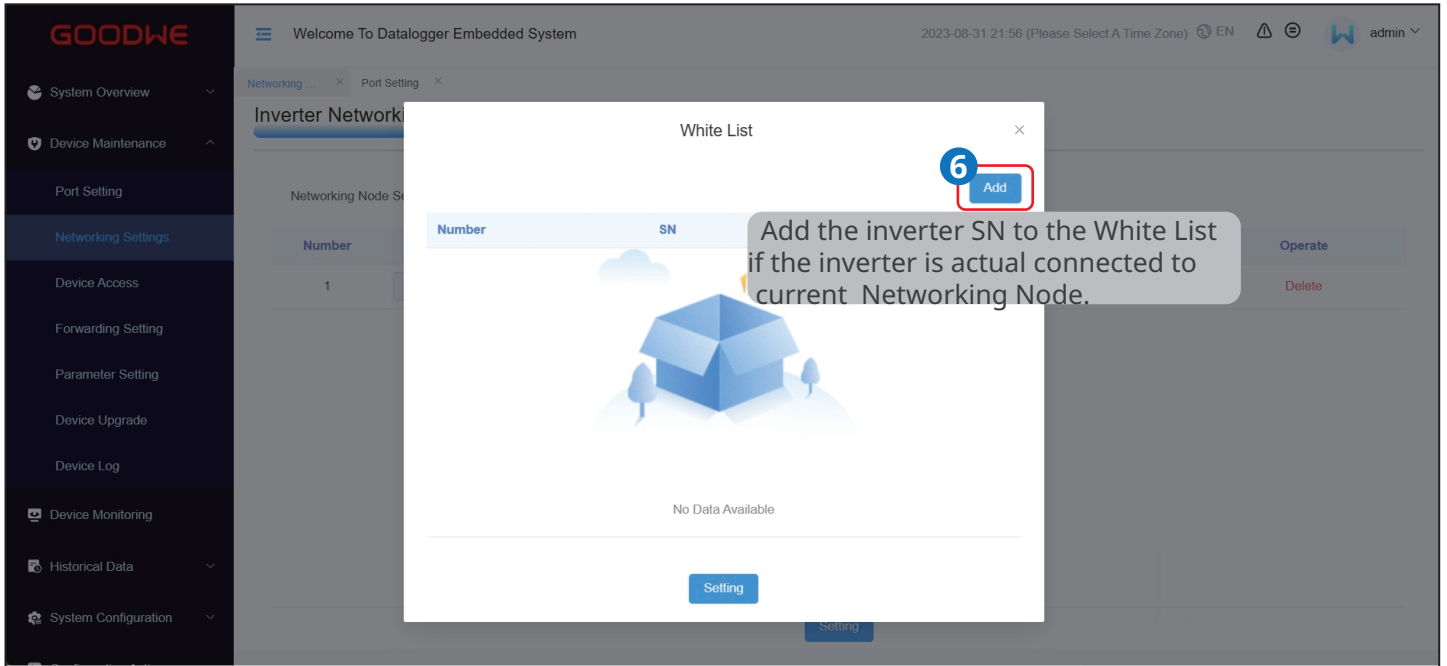 GOODWE
Welcome To Datalogger Embedded System
2023-08-31 21:56 (Please Select A Time Zone) EN
admin
System Overview
Networking ...
Port Setting
Inverter Networki
White List
Device Maintenance
6
Port Setting
Networking Node Se
Add
Networking Settings
Number
Number
SN
Add the inverter SN to the White List
if the inverter is actual connected to
current Networking Node.
Operate
Device Access
1
Delete
Forwarding Setting
Parameter Setting
Device Upgrade
Device Log
Device Monitoring
No Data Available
Historical Data
Setting
System Configuration
Setting